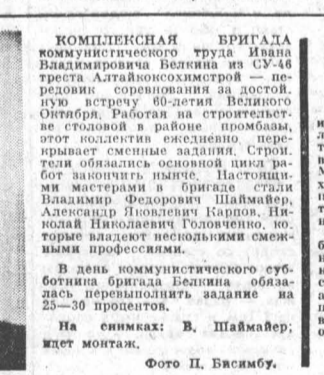 КОМПЛЕКСНАЯ БРИГАДА
коммунистического труда Ивана
Владимировича Белкина из СУ-46
треста Алтайкоксохимстрой — пе-
редовик соревнования за достой-
ную встречу 60-летия Великого
Октября. Работая на строительст-
ве столовой в районе промбазы,
этот коллектив ежедневно пере-
крывает сменные задания. Строи-
тели обязались основной цикл ра-
бот закончить нынче. Настоящи-
ми мастерами в бригаде стали
Владимир Федорович Шаймайер,
Александр Яковлевич Карпов, Ни-
колай Николаевич Головченко, ко-
торые владеют несколькими смеж-
ными профессиями.
В день коммунистического суб-
ботника бригада Белкина обяза-
лась перевыполнить задание на
25—30 процентов.
На снимках: В. Шаймайер;
идет монтаж.
Фото П. Бисимбу.